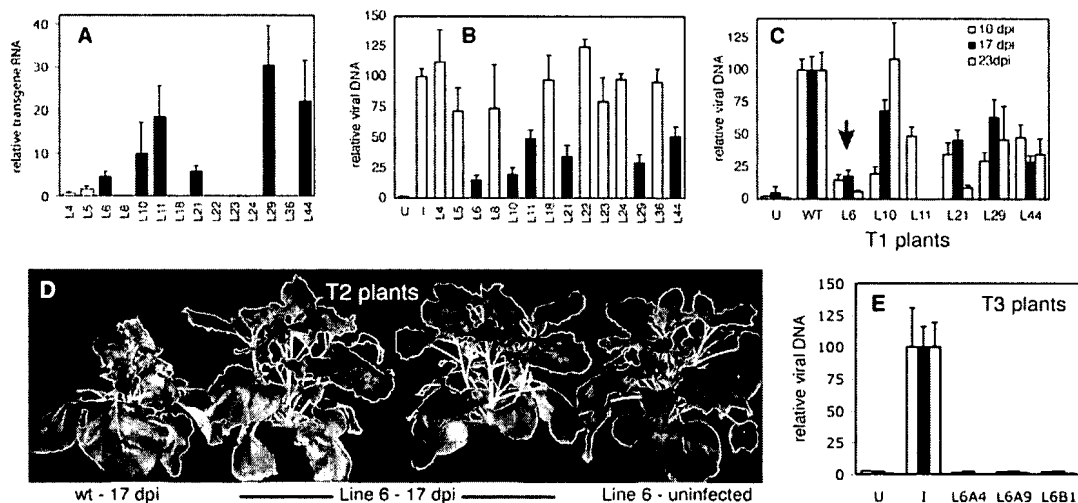 A
relative transgene RNA
40
30
20
10
0
L4
L5
L6
L8
L10
L11
L18
L21
L22
L23
L24
L29
L36
L44
B
relative viral DNA
150
125
100
75
50
25
0
U
I
L4
L5
L6
L8
L10
L11
L18
L21
L22
L23
L24
L29
L36
L44
C
relative viral DNA
150
125
100
75
50
25
0
10 dpi
17 dpi
23dpi
U
WT
L6
L10
L11
L21
L29
L44
T1 plants
D
T2 plants
wt - 17 dpi
Line 6 - 17 dpi
Line 6 - uninfected
E
T3 plants
relative viral DNA
150
125
100
75
50
25
0
U
I
L6A4
L6A9
L6B1